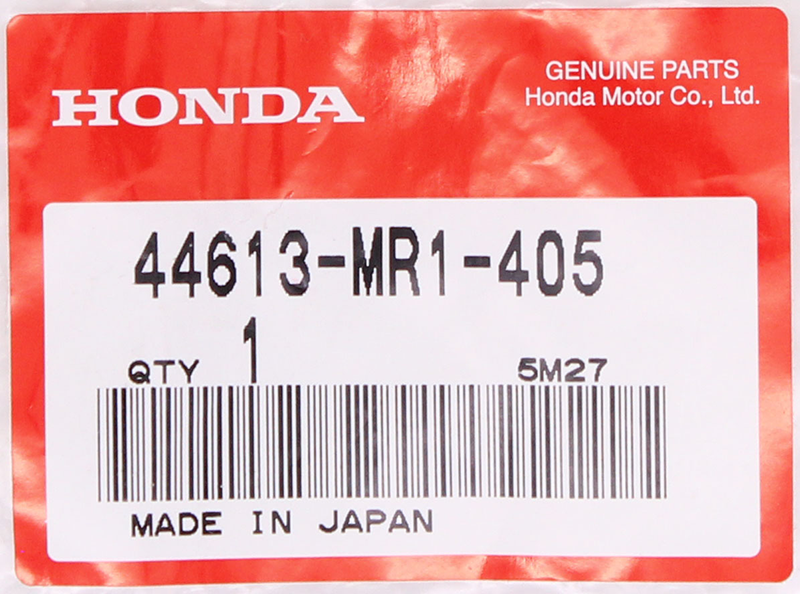 HONDA
GENUINE PARTS
Honda Motor Co., Ltd.
44613-MR1-405
QTY 1 5M27
MADE IN JAPAN